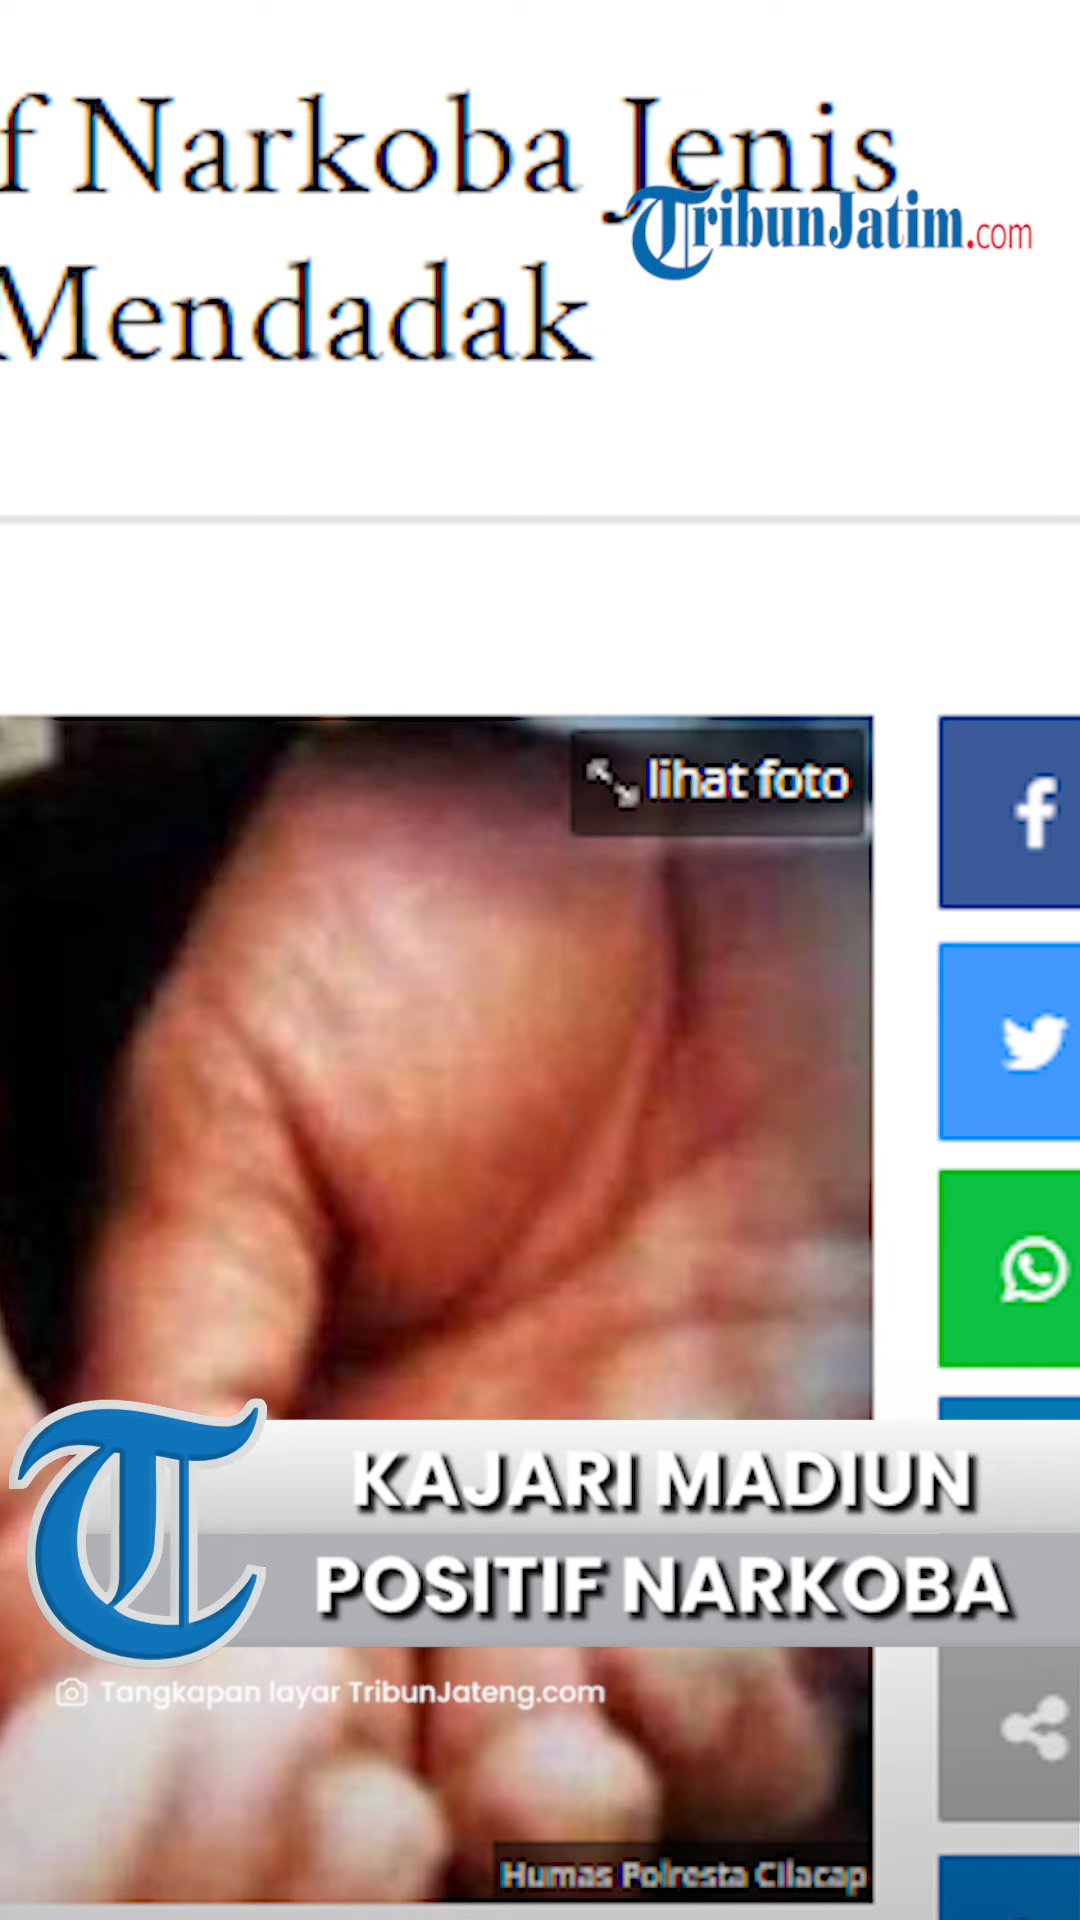 f Narkoba Jenis
TribunJatim.com
Mendadak
lihat foto
KAJARI MADIUN
POSITIF NARKOBA
Tangkapan layar TribunJateng.com
Humas Polresta Cilacap